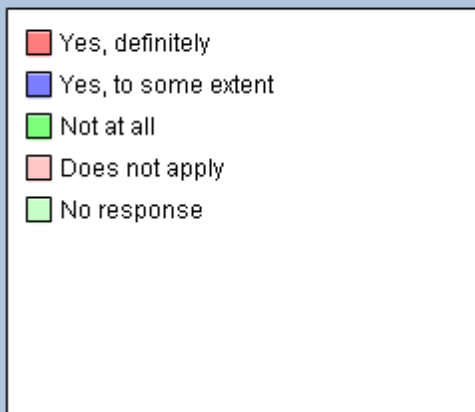 Yes, definitely
Yes, to some extent
Not at all
Does not apply
No response